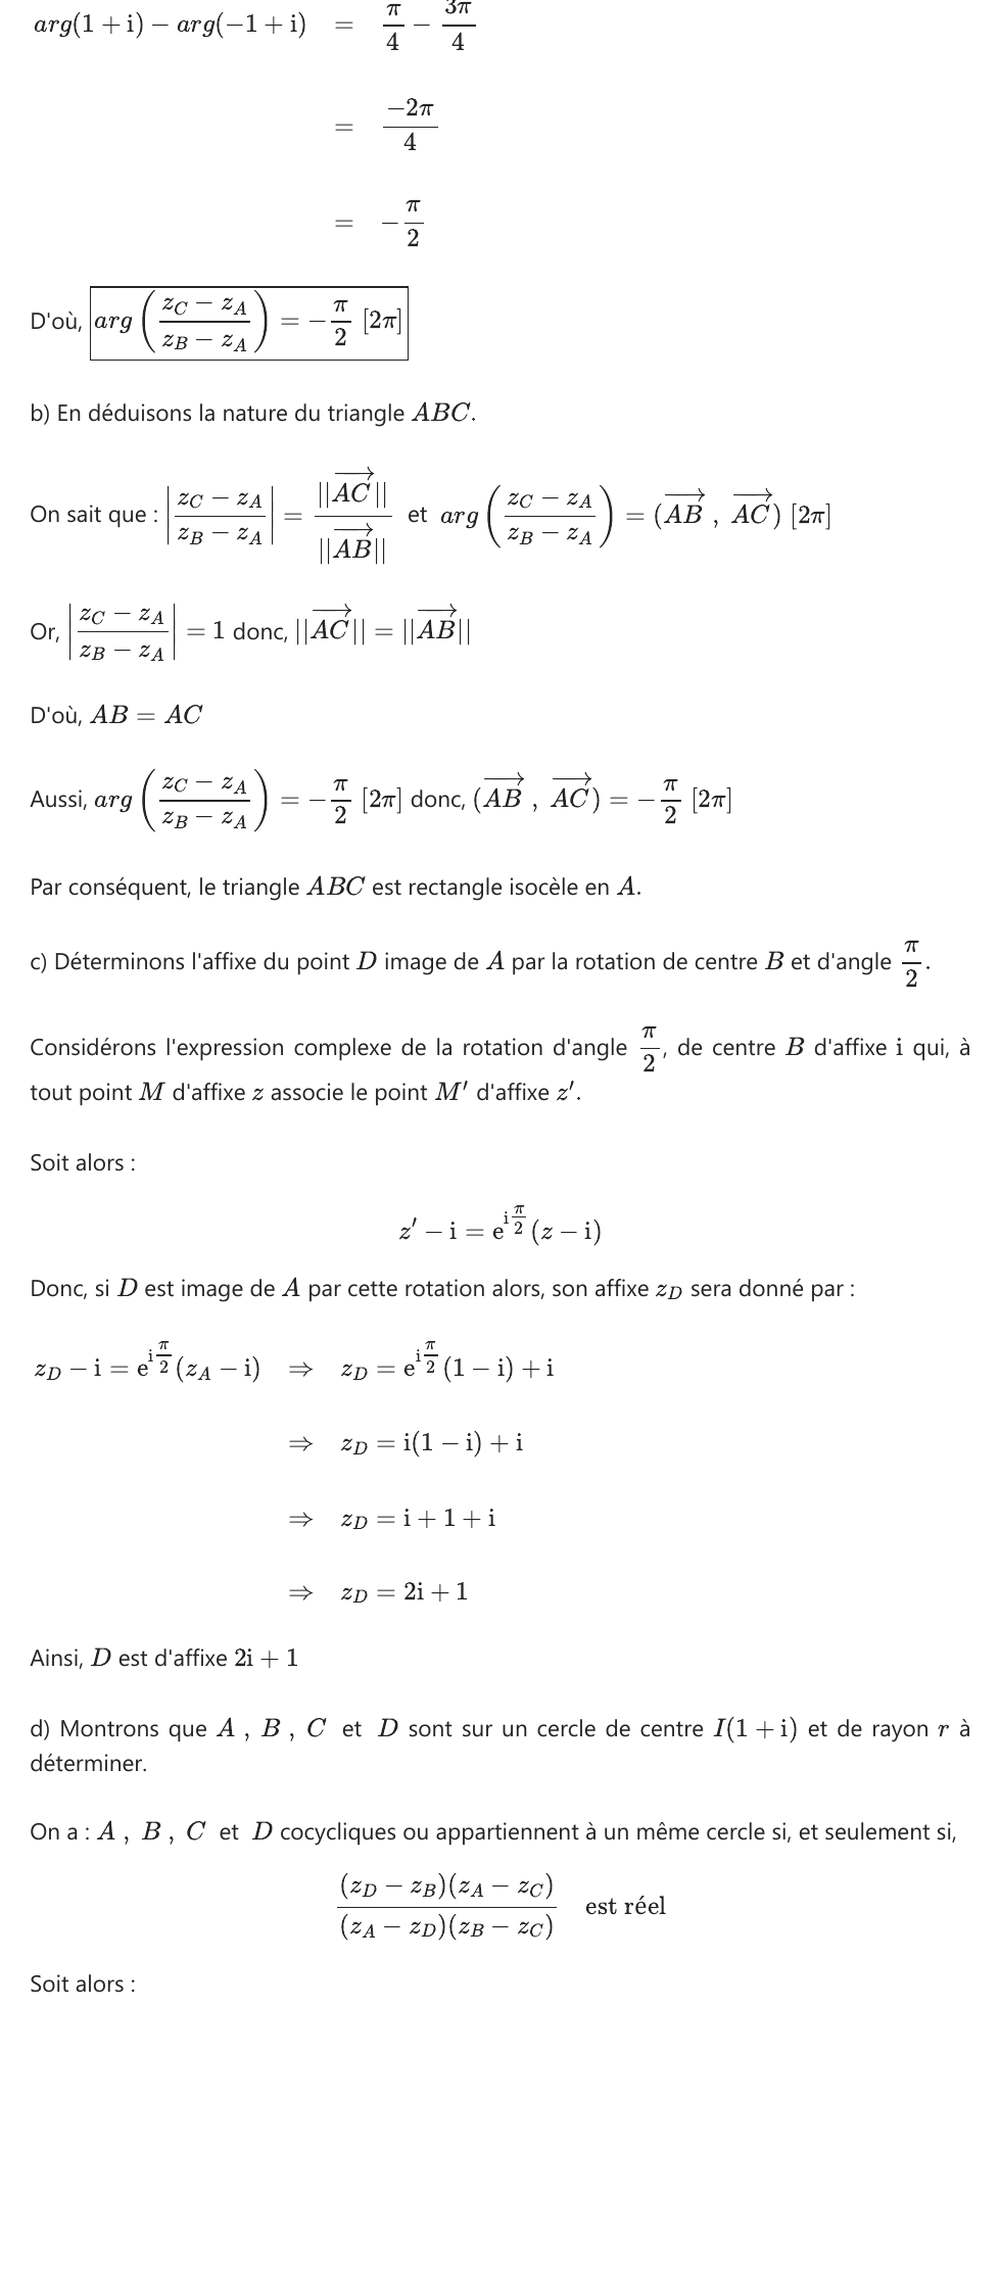 arg(1 + i) − arg(−1 + i) = π/4 − 3π/4
= −2π/4
= −π/2
D'où, arg((z_C − z_A)/(z_B − z_A)) = −π/2 [2π]
b) En déduisons la nature du triangle ABC.
On sait que : |(z_C − z_A)/(z_B − z_A)| = ||→AC||/||→AB|| et arg((z_C − z_A)/(z_B − z_A)) = (→AB , →AC) [2π]
Or, |(z_C − z_A)/(z_B − z_A)| = 1 donc, ||→AC|| = ||→AB||
D'où, AB = AC
Aussi, arg((z_C − z_A)/(z_B − z_A)) = −π/2 [2π] donc, (→AB , →AC) = −π/2 [2π]
Par conséquent, le triangle ABC est rectangle isocèle en A.
c) Déterminons l'affixe du point D image de A par la rotation de centre B et d'angle π/2.
Considérons l'expression complexe de la rotation d'angle π/2, de centre B d'affixe i qui, à
tout point M d'affixe z associe le point M′ d'affixe z′.
Soit alors :
z′ − i = e^{iπ/2}(z − i)
Donc, si D est image de A par cette rotation alors, son affixe z_D sera donné par :
z_D − i = e^{iπ/2}(z_A − i) ⇒ z_D = e^{iπ/2}(1 − i) + i
⇒ z_D = i(1 − i) + i
⇒ z_D = i + 1 + i
⇒ z_D = 2i + 1
Ainsi, D est d'affixe 2i + 1
d) Montrons que A , B , C et D sont sur un cercle de centre I(1 + i) et de rayon r à
déterminer.
On a : A , B , C et D cocycliques ou appartiennent à un même cercle si, et seulement si,
(z_D − z_B)(z_A − z_C)/(z_A − z_D)(z_B − z_C) est réel
Soit alors :